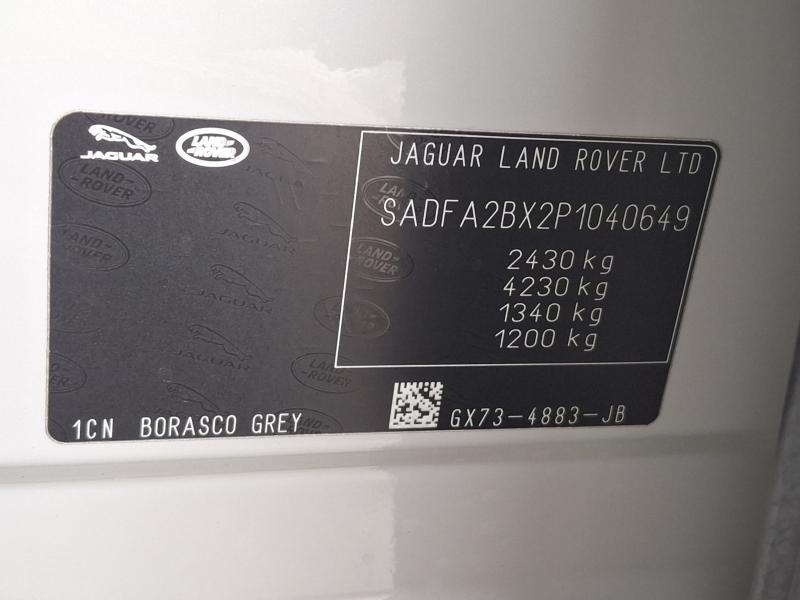 JAGUAR
LAND-
-ROVER
JAGUAR LAND ROVER LTD
SADFA2BX2P1040649
2430 kg
4230 kg
1340 kg
1200 kg
1CN BORASCO GREY
GX73-4883-JB